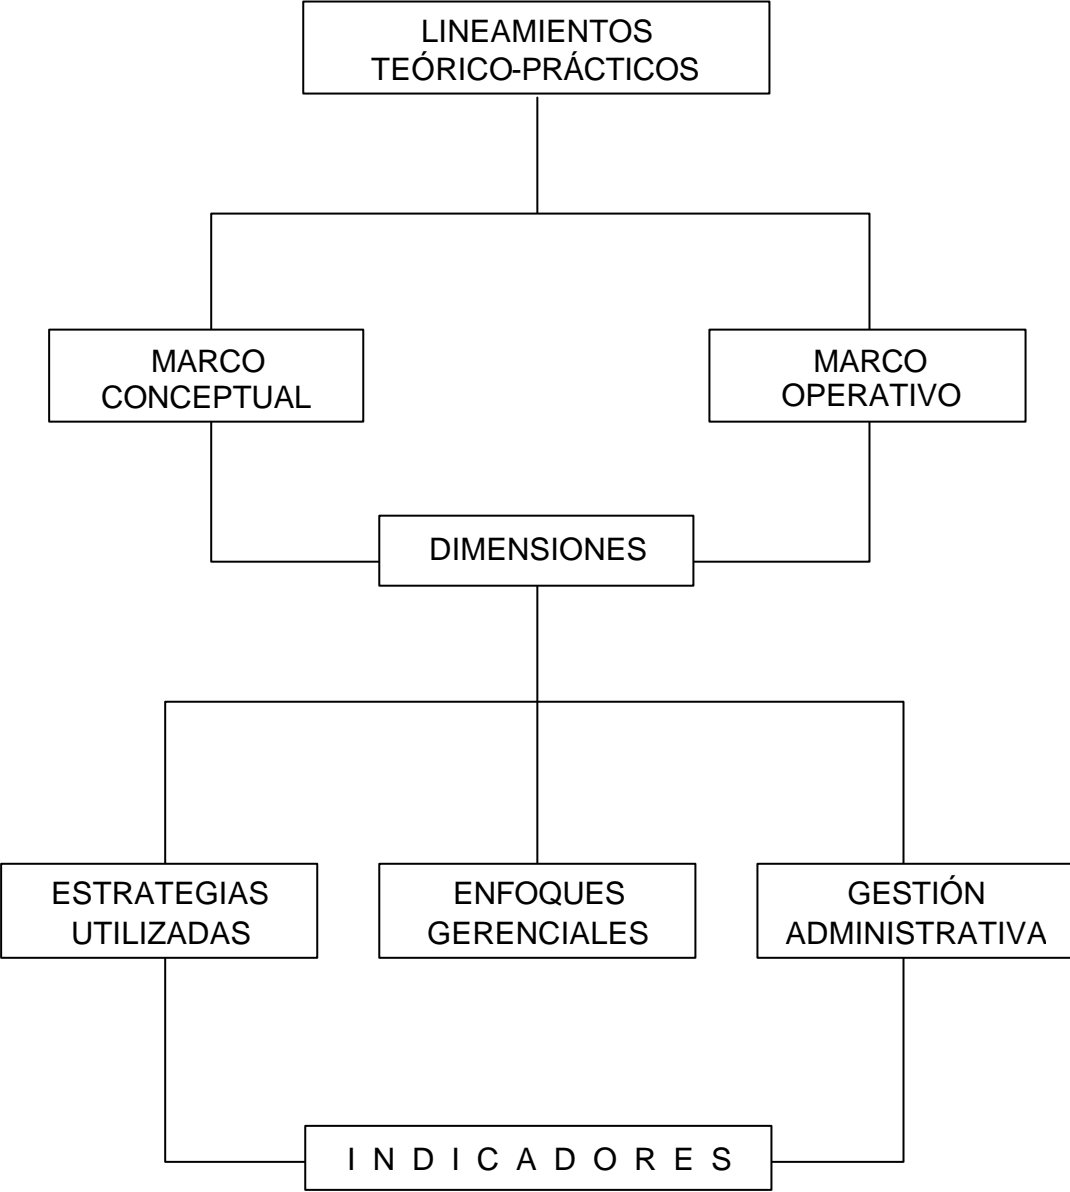 LINEAMIENTOS
TEÓRICO-PRÁCTICOS
MARCO
CONCEPTUAL
MARCO
OPERATIVO
DIMENSIONES
ESTRATEGIAS
UTILIZADAS
ENFOQUES
GERENCIALES
GESTIÓN
ADMINISTRATIVA
I N D I C A D O R E S